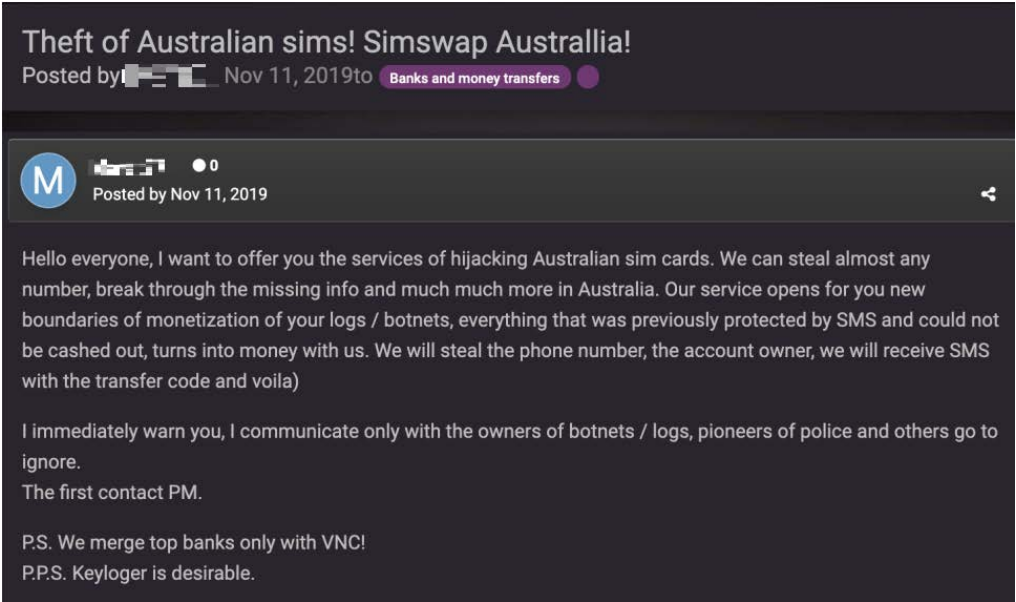 Theft of Australian sims! Simswap Australlia!
Posted by Nov 11, 2019to Banks and money transfers
M
0
Posted by Nov 11, 2019
Hello everyone, I want to offer you the services of hijacking Australian sim cards. We can steal almost any
number, break through the missing info and much much more in Australia. Our service opens for you new
boundaries of monetization of your logs / botnets, everything that was previously protected by SMS and could not
be cashed out, turns into money with us. We will steal the phone number, the account owner, we will receive SMS
with the transfer code and voila)
I immediately warn you, I communicate only with the owners of botnets / logs, pioneers of police and others go to
ignore.
The first contact PM.
P.S. We merge top banks only with VNC!
P.P.S. Keyloger is desirable.